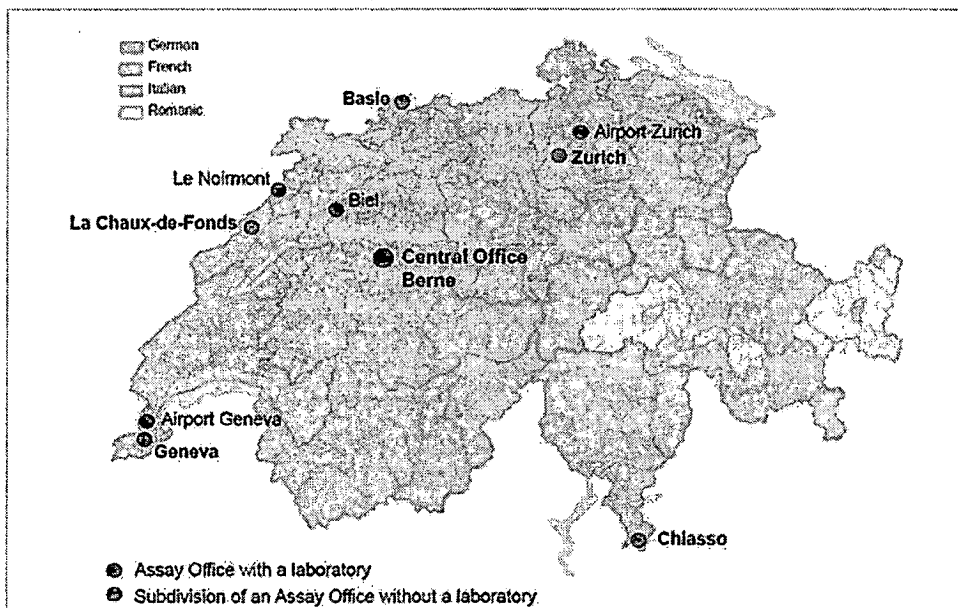 German
French
Italian
Romanic
Basle
Airport Zurich
Zurich
Le Noirmont
Biel
La Chaux-de-Fonds
Central Office
Berne
Airport Geneva
Geneva
Chiasso
Assay Office with a laboratory
Subdivision of an Assay Office without a laboratory